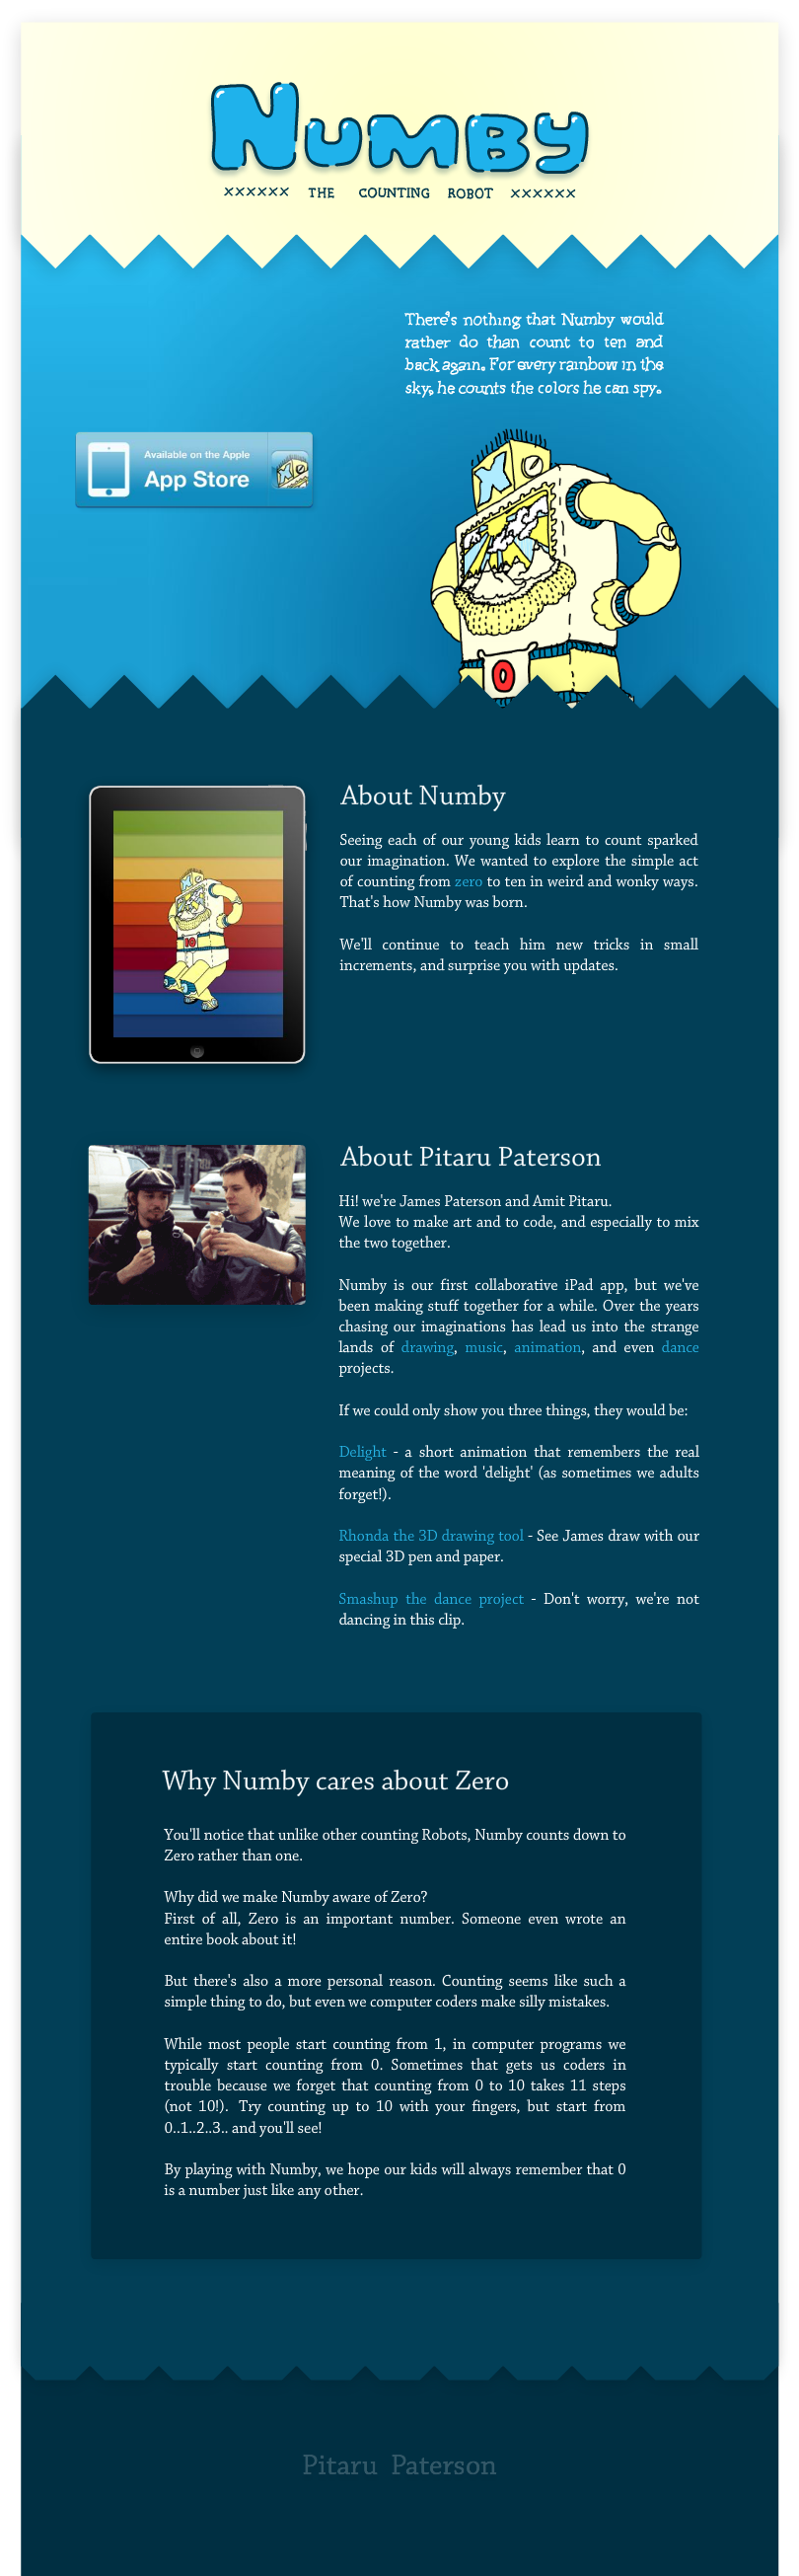 Numby
×××××× THE COUNTING ROBOT ××××××
There's nothing that Numby would
rather do than count to ten and
back again. For every rainbow in the
sky, he counts the colors he can spy.
Available on the Apple
App Store
0
About Numby
Seeing each of our young kids learn to count sparked
our imagination. We wanted to explore the simple act
of counting from zero to ten in weird and wonky ways.
That's how Numby was born.
We'll continue to teach him new tricks in small
increments, and surprise you with updates.
10
About Pitaru Paterson
Hi! we're James Paterson and Amit Pitaru.
We love to make art and to code, and especially to mix
the two together.
Numby is our first collaborative iPad app, but we've
been making stuff together for a while. Over the years
chasing our imaginations has lead us into the strange
lands of drawing, music, animation, and even dance
projects.
If we could only show you three things, they would be:
Delight - a short animation that remembers the real
meaning of the word 'delight' (as sometimes we adults
forget!).
Rhonda the 3D drawing tool - See James draw with our
special 3D pen and paper.
Smashup the dance project - Don't worry, we're not
dancing in this clip.
Why Numby cares about Zero
You'll notice that unlike other counting Robots, Numby counts down to
Zero rather than one.
Why did we make Numby aware of Zero?
First of all, Zero is an important number. Someone even wrote an
entire book about it!
But there's also a more personal reason. Counting seems like such a
simple thing to do, but even we computer coders make silly mistakes.
While most people start counting from 1, in computer programs we
typically start counting from 0. Sometimes that gets us coders in
trouble because we forget that counting from 0 to 10 takes 11 steps
(not 10!). Try counting up to 10 with your fingers, but start from
0..1..2..3.. and you'll see!
By playing with Numby, we hope our kids will always remember that 0
is a number just like any other.
Pitaru Paterson